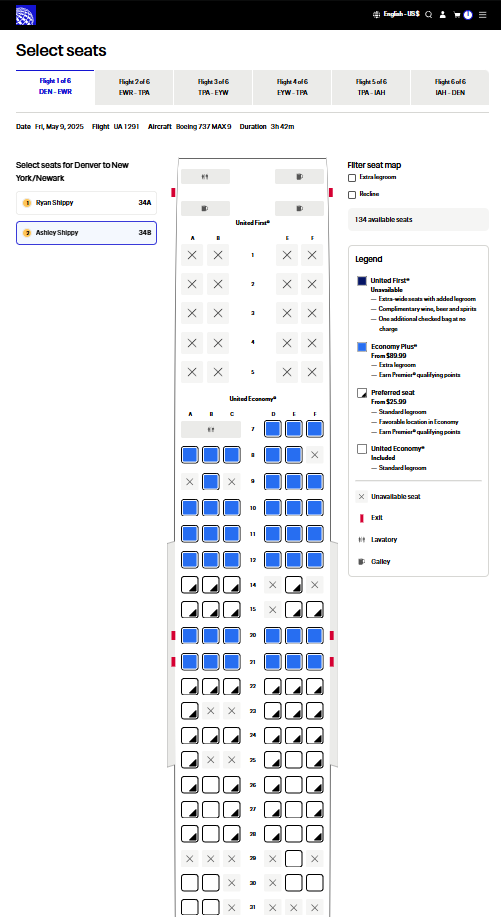 English - US $
Select seats
Flight 1 of 6
DEN - EWR
Flight 2 of 6
EWR - TPA
Flight 3 of 6
TPA - EYW
Flight 4 of 6
EYW - TPA
Flight 5 of 6
TPA - IAH
Flight 6 of 6
IAH - DEN
Date Fri, May 9, 2025 Flight UA 1291 Aircraft Boeing 737 MAX 9 Duration 3h 42m
Select seats for Denver to New
York/Newark
1 Ryan Shippy 34A
2 Ashley Shippy 34B
United First®
A B E F
1
2
3
4
5
United Economy®
A B C D E F
7
8
9
10
11
12
14
15
20
21
22
23
24
25
26
27
28
29
30
31
Filter seat map
Extra legroom
Recline
134 available seats
Legend
United First®
Unavailable
— Extra-wide seats with added legroom
— Complimentary wine, beer and spirits
— One additional checked bag at no
charge
Economy Plus®
From $89.99
— Extra legroom
— Earn Premier® qualifying points
Preferred seat
From $25.99
— Standard legroom
— Favorable location in Economy
— Earn Premier® qualifying points
United Economy®
Included
— Standard legroom
Unavailable seat
Exit
Lavatory
Galley